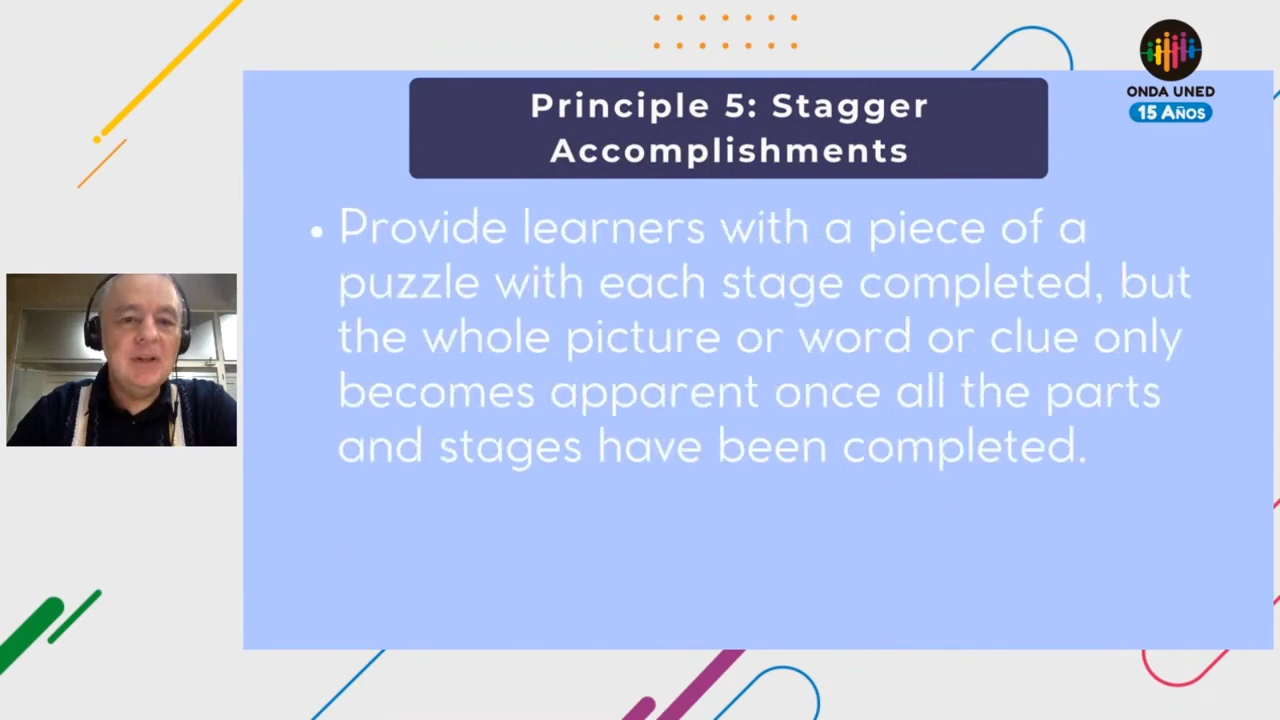 Principle 5: Stagger
Accomplishments
ONDA UNED
15 AÑOS
• Provide learners with a piece of a
puzzle with each stage completed, but
the whole picture or word or clue only
becomes apparent once all the parts
and stages have been completed.